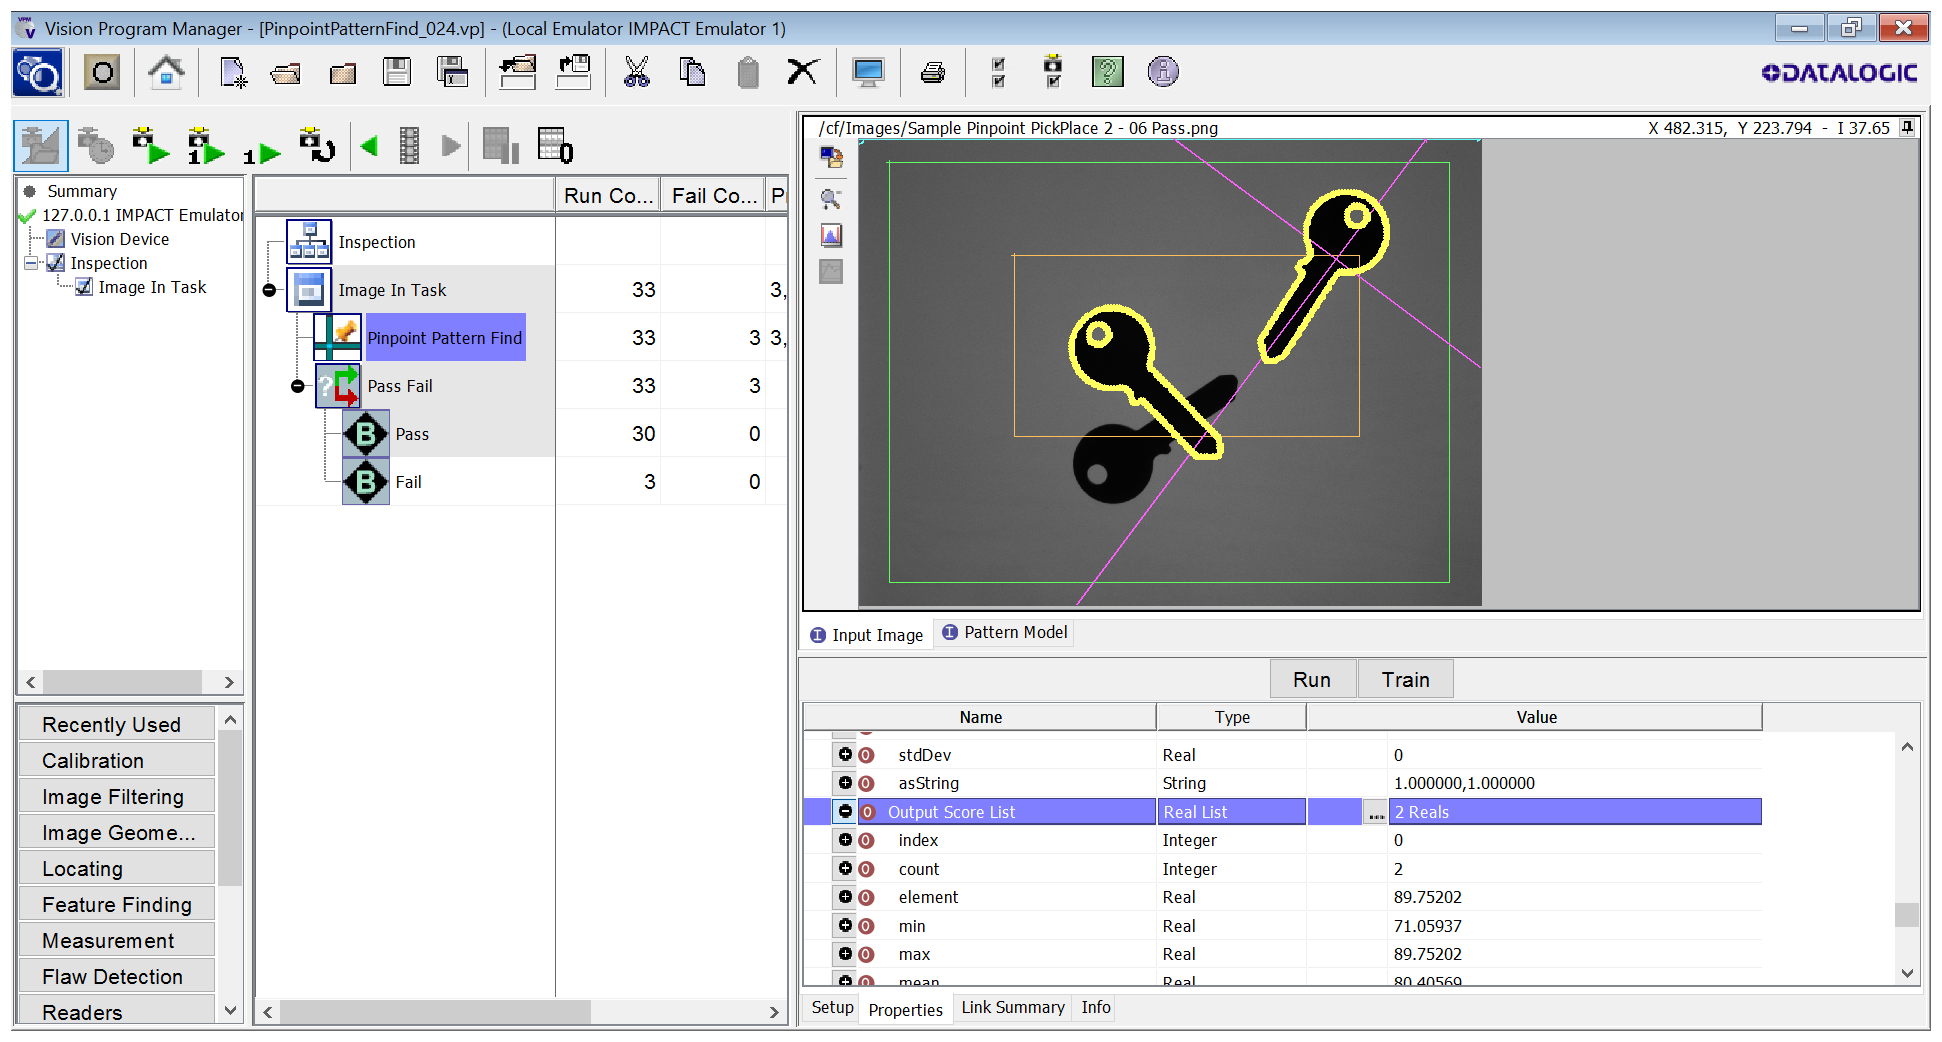 Vision Program Manager - [PinpointPatternFind_024.vp] - (Local Emulator IMPACT Emulator 1)
DATALOGIC
Summary
127.0.0.1 IMPACT Emulator
Vision Device
Inspection
Image In Task
Run Co... Fail Co...
Inspection
Image In Task 33 3,
Pinpoint Pattern Find 33 3 3,
Pass Fail 33 3
B Pass 30 0
B Fail 3 0
/cf/Images/Sample Pinpoint PickPlace 2 - 06 Pass.png X 482.315, Y 223.794 - I 37.65
Input Image
Pattern Model
Run
Train
Name Type Value
stdDev Real 0
asString String 1.000000,1.000000
Output Score List Real List ... 2 Reals
index Integer 0
count Integer 2
element Real 89.75202
min Real 71.05937
max Real 89.75202
mean Real 80.40569
Setup Properties Link Summary Info
Recently Used
Calibration
Image Filtering
Image Geome...
Locating
Feature Finding
Measurement
Flaw Detection
Readers